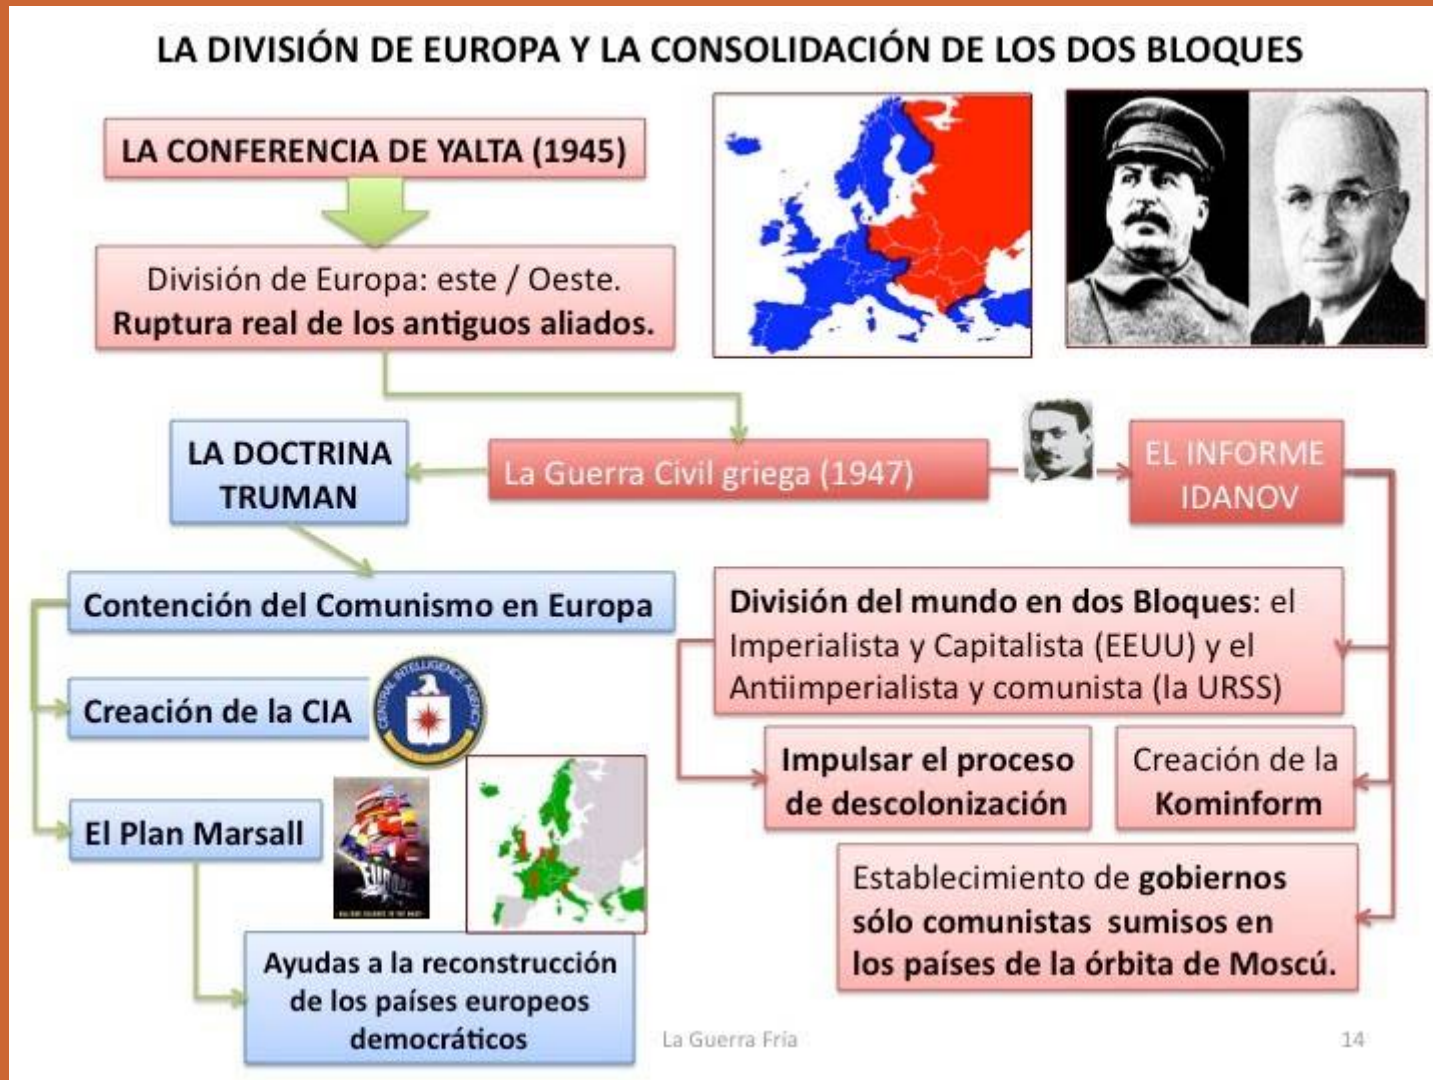 LA DIVISIÓN DE EUROPA Y LA CONSOLIDACIÓN DE LOS DOS BLOQUES
LA CONFERENCIA DE YALTA (1945)
División de Europa: este / Oeste.
Ruptura real de los antiguos aliados.
LA DOCTRINA
TRUMAN
La Guerra Civil griega (1947)
EL INFORME
IDANOV
Contención del Comunismo en Europa
División del mundo en dos Bloques: el
Imperialista y Capitalista (EEUU) y el
Antiimperialista y comunista (la URSS)
Creación de la CIA
CENTRAL INTELLIGENCE AGENCY
Impulsar el proceso
de descolonización
Creación de la
Kominform
El Plan Marsall
EUROPE
Establecimiento de gobiernos
sólo comunistas sumisos en
los países de la órbita de Moscú.
Ayudas a la reconstrucción
de los países europeos
democráticos
La Guerra Fría
14